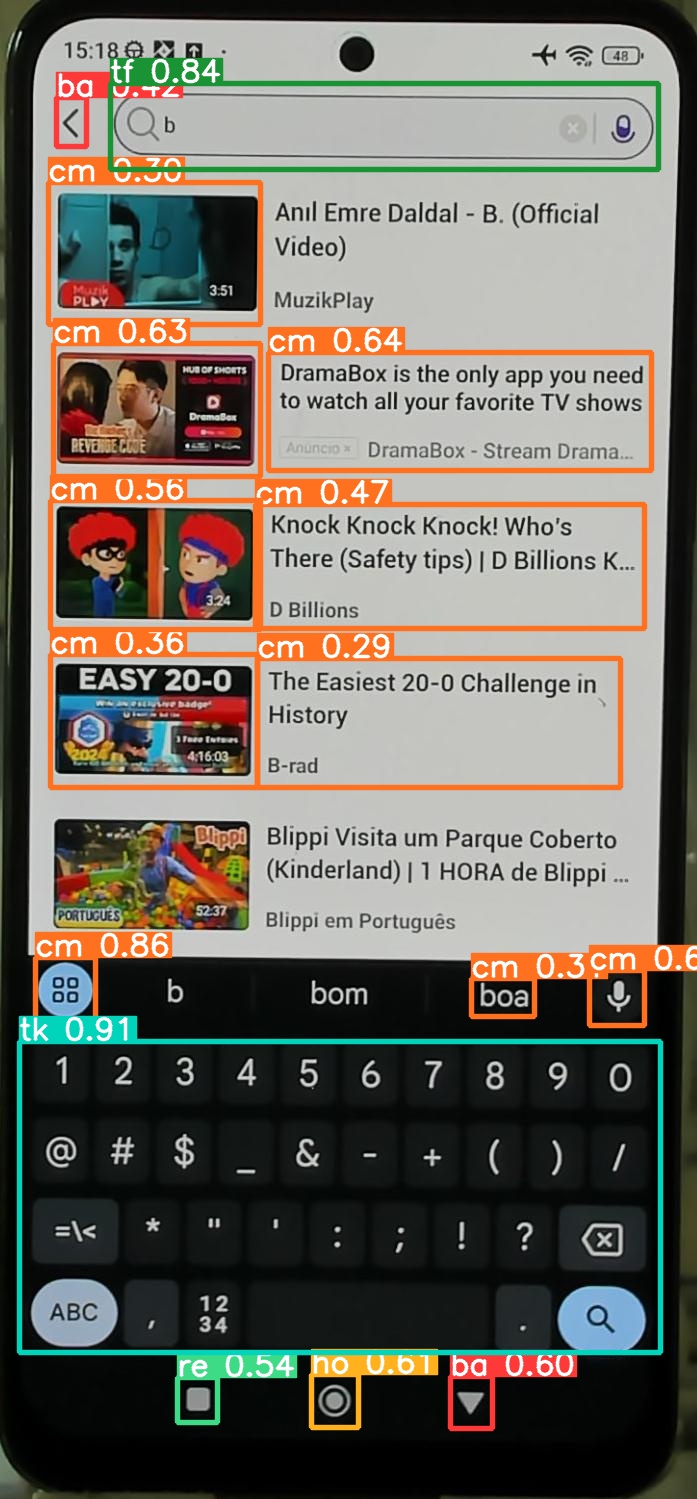 15:18
48
tf 0.84
ba 0.42
b
cm 0.30
Anıl Emre Daldal - B. (Official
Video)
MuzikPlay
Muzik
PLAY
3:51
cm 0.63
cm 0.64
HUB OF SHORTS
DramaBox
REVENGE CODE
DramaBox is the only app you need
to watch all your favorite TV shows
Anúncio ×
DramaBox - Stream Drama...
cm 0.56
cm 0.47
3:24
Knock Knock Knock! Who's
There (Safety tips) | D Billions K...
D Billions
cm 0.36
cm 0.29
EASY 20-0
Win an exclusive badge!
3 Free Entries
2024
4:16:03
The Easiest 20-0 Challenge in
History
B-rad
Blippi
PORTUGUÊS
52:37
Blippi Visita um Parque Coberto
(Kinderland) | 1 HORA de Blippi ...
Blippi em Português
cm 0.86
cm 0.3
cm 0.6
b bom boa
tk 0.91
1 2 3 4 5 6 7 8 9 0
@ # $ _ & - + ( ) /
=\< * " ' : ; ! ?
ABC , 12 .
34
re 0.54
ho 0.61
ba 0.60